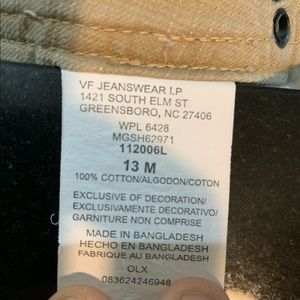 VF JEANSWEAR LP
1421 SOUTH ELM ST
GREENSBORO, NC 27406
WPL 6428
MGSH62971
112006L
13 M
100% COTTON/ALGODON/COTON
EXCLUSIVE OF DECORATION/
EXCLUSIVAMENTE DECORATIVO/
GARNITURE NON COMPRISE
MADE IN BANGLADESH
HECHO EN BANGLADESH
FABRIQUE AU BANGLADESH
OLX
083624246948